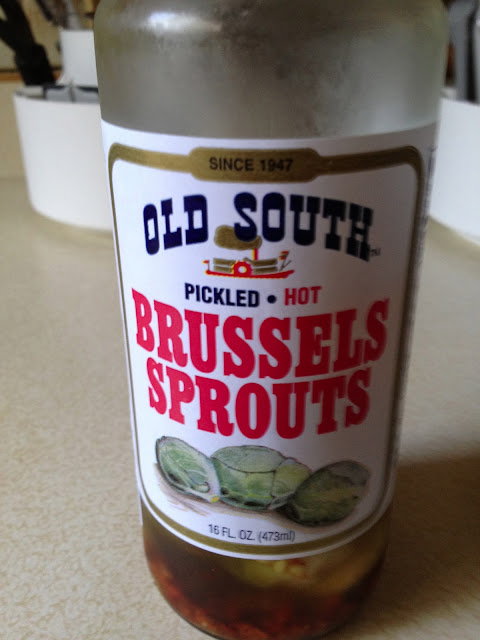 SINCE 1947
OLD SOUTH
PICKLED • HOT
BRUSSELS
SPROUTS
16 FL. OZ. (473ml)